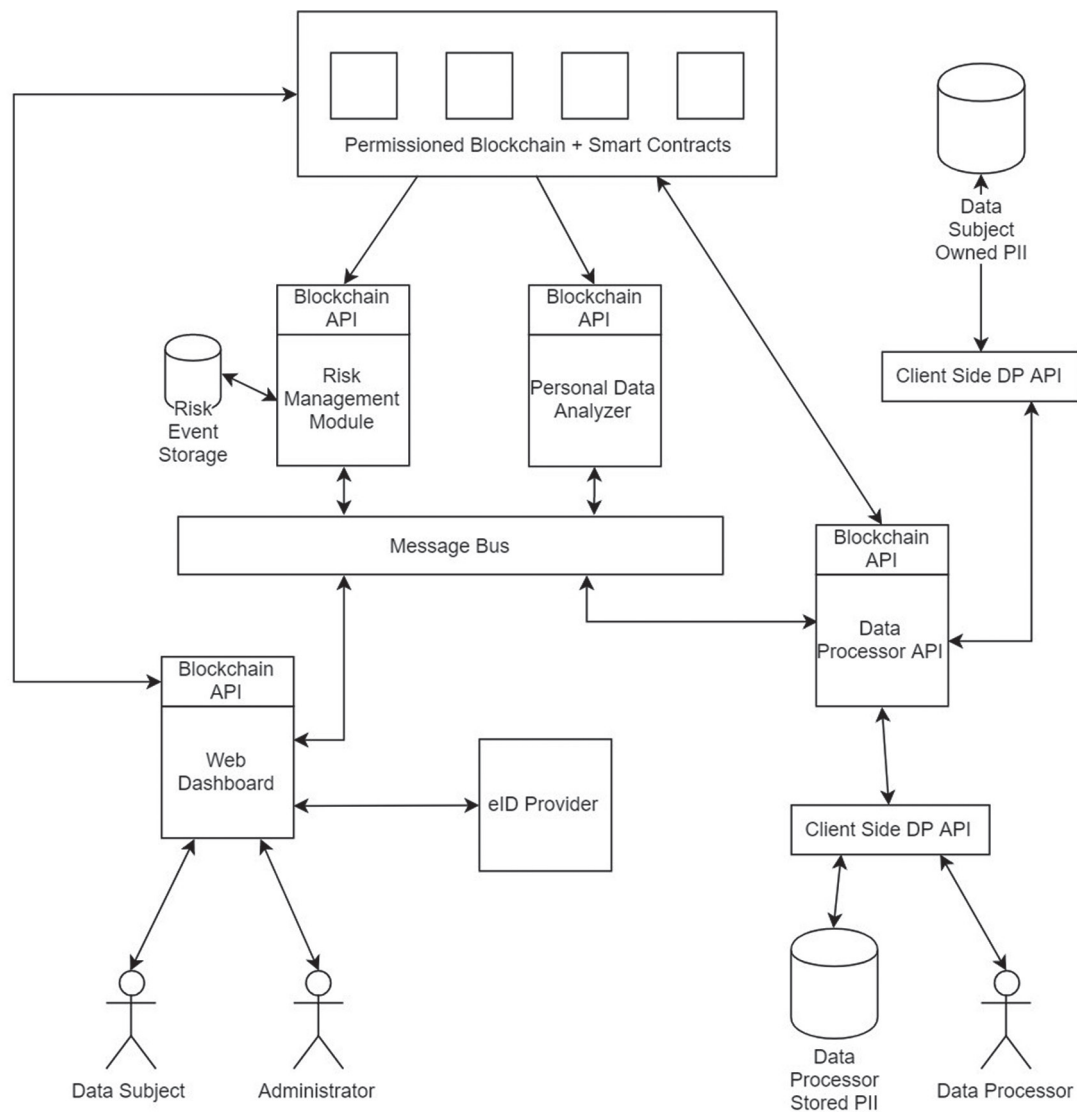 Permissioned Blockchain + Smart Contracts
Data
Subject
Owned PII
Blockchain
API
Risk
Management
Module
Blockchain
API
Personal Data
Analyzer
Risk
Event
Storage
Client Side DP API
Message Bus
Blockchain
API
Data
Processor API
Blockchain
API
Web
Dashboard
eID Provider
Client Side DP API
Data Subject
Administrator
Data
Processor
Stored PII
Data Processor